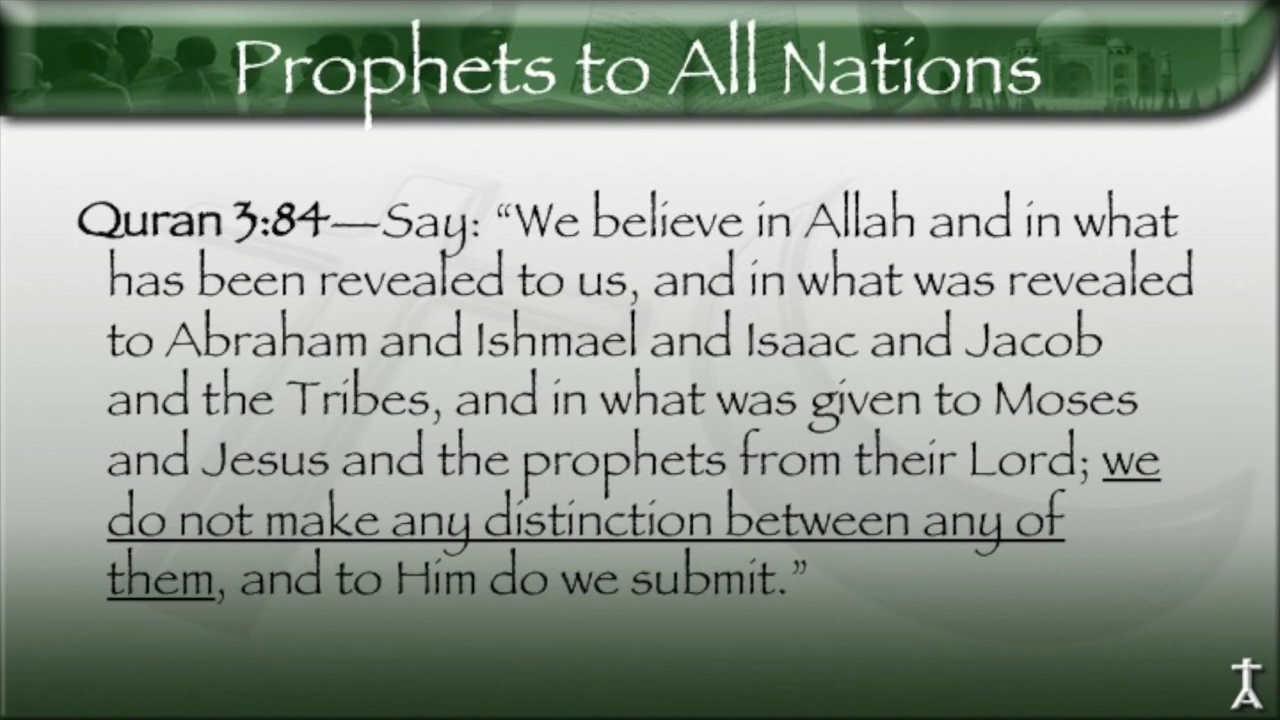 Prophets to All Nations
Quran 3:84—Say: “We believe in Allah and in what
has been revealed to us, and in what was revealed
to Abraham and Ishmael and Isaac and Jacob
and the Tribes, and in what was given to Moses
and Jesus and the prophets from their Lord; we
do not make any distinction between any of
them, and to Him do we submit.”